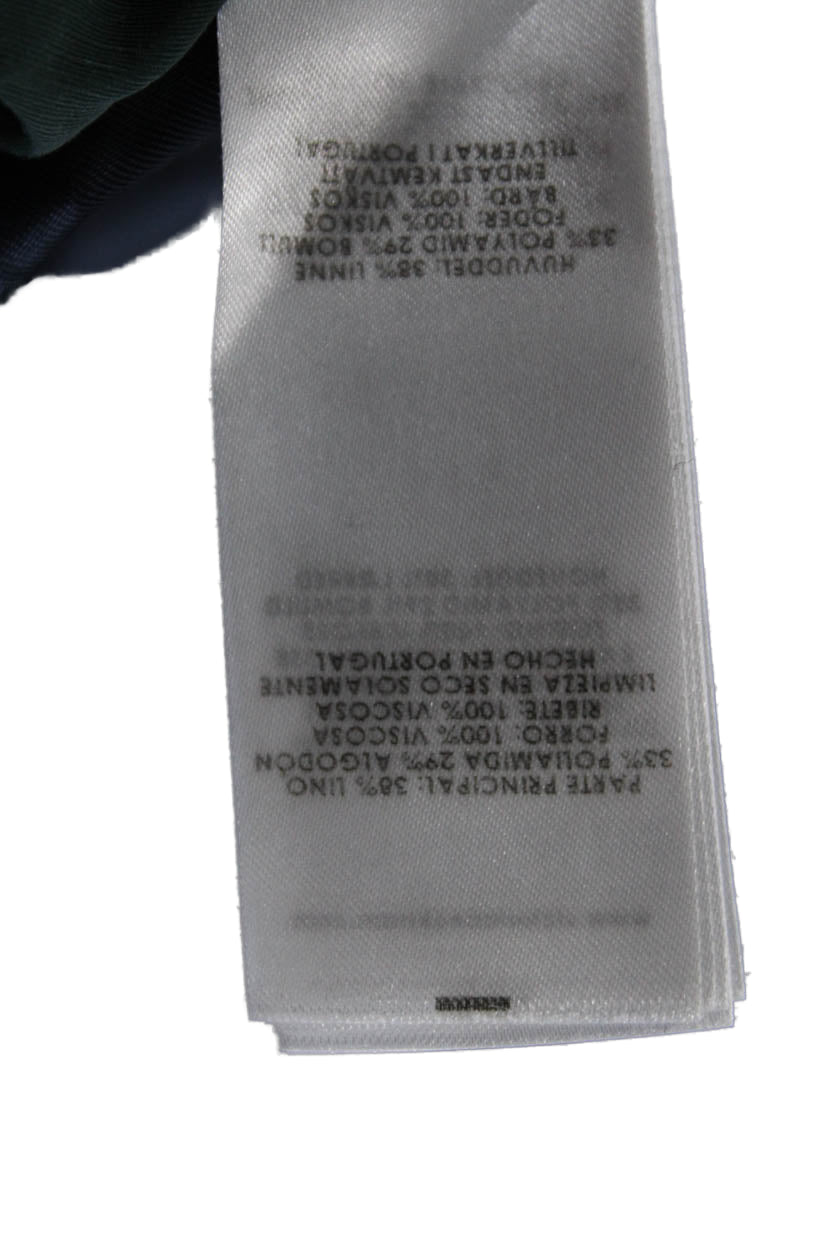 PARTE PRINCIPAL: 38% LINO
33% POLIAMIDA 29% ALGODÓN
FORRO: 100% VISCOSA
RIBETE: 100% VISCOSA
LIMPIEZA EN SECO SOLAMENTE
HECHO EN PORTUGAL
HUVUDDEL: 38% LINNE
33% POLYAMID 29% BOMULL
FODER: 100% VISKOS
BÅRD: 100% VISKOS
ENDAST KEMTVÄTT
TILLVERKAT I PORTUGAL